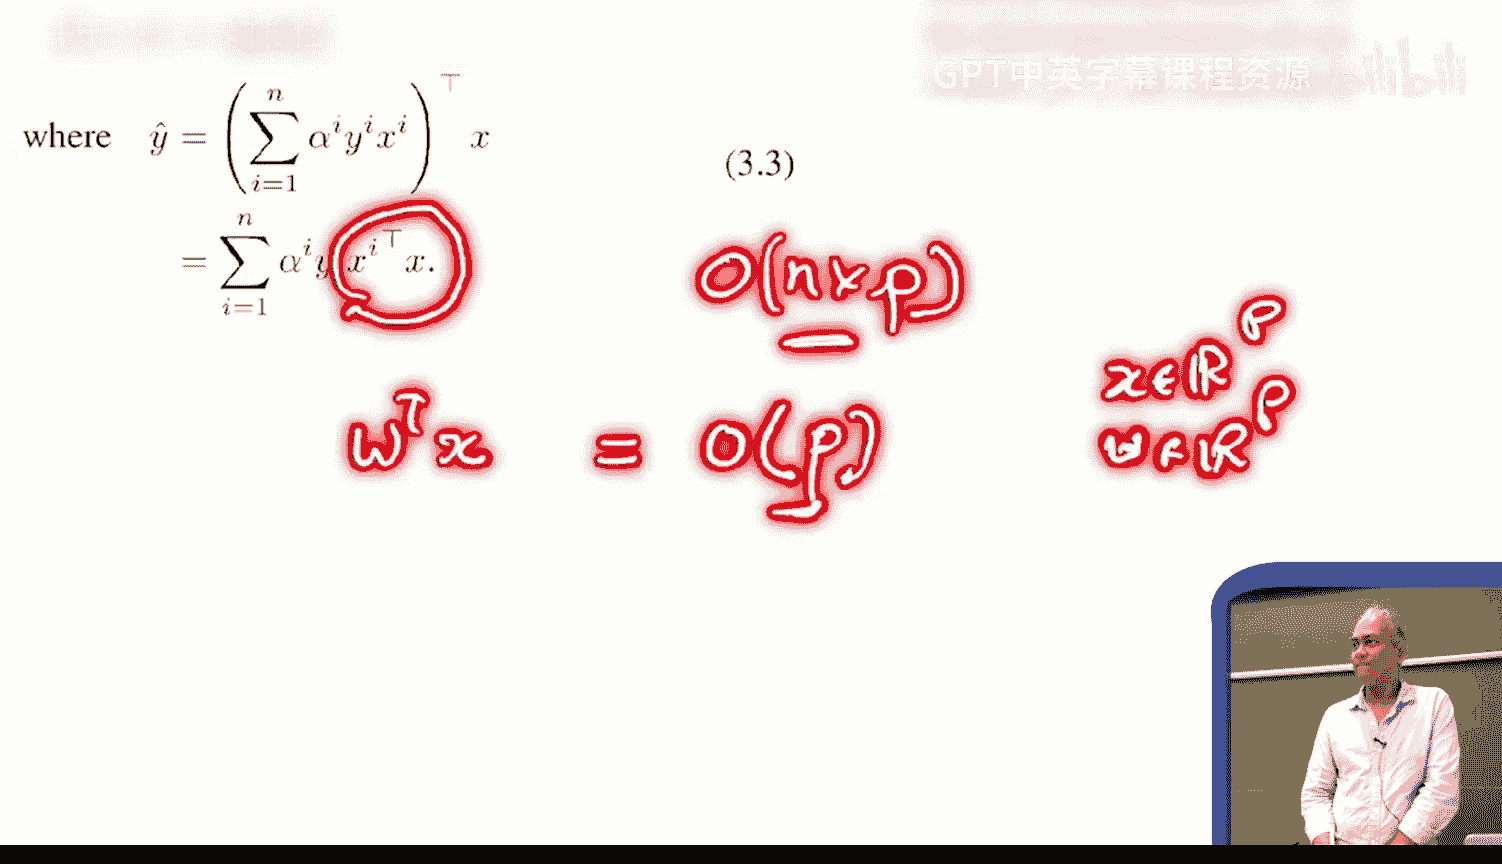 GPT中英字幕课程资源
where ŷ = (∑_{i=1}^{n} α^i y^i x^i)^⊤ x (3.3)
= ∑_{i=1}^{n} α^i y x^{i⊤} x.
O(n×p)
x∈ℝ^p
w^T x = O(p)
w∈ℝ^p